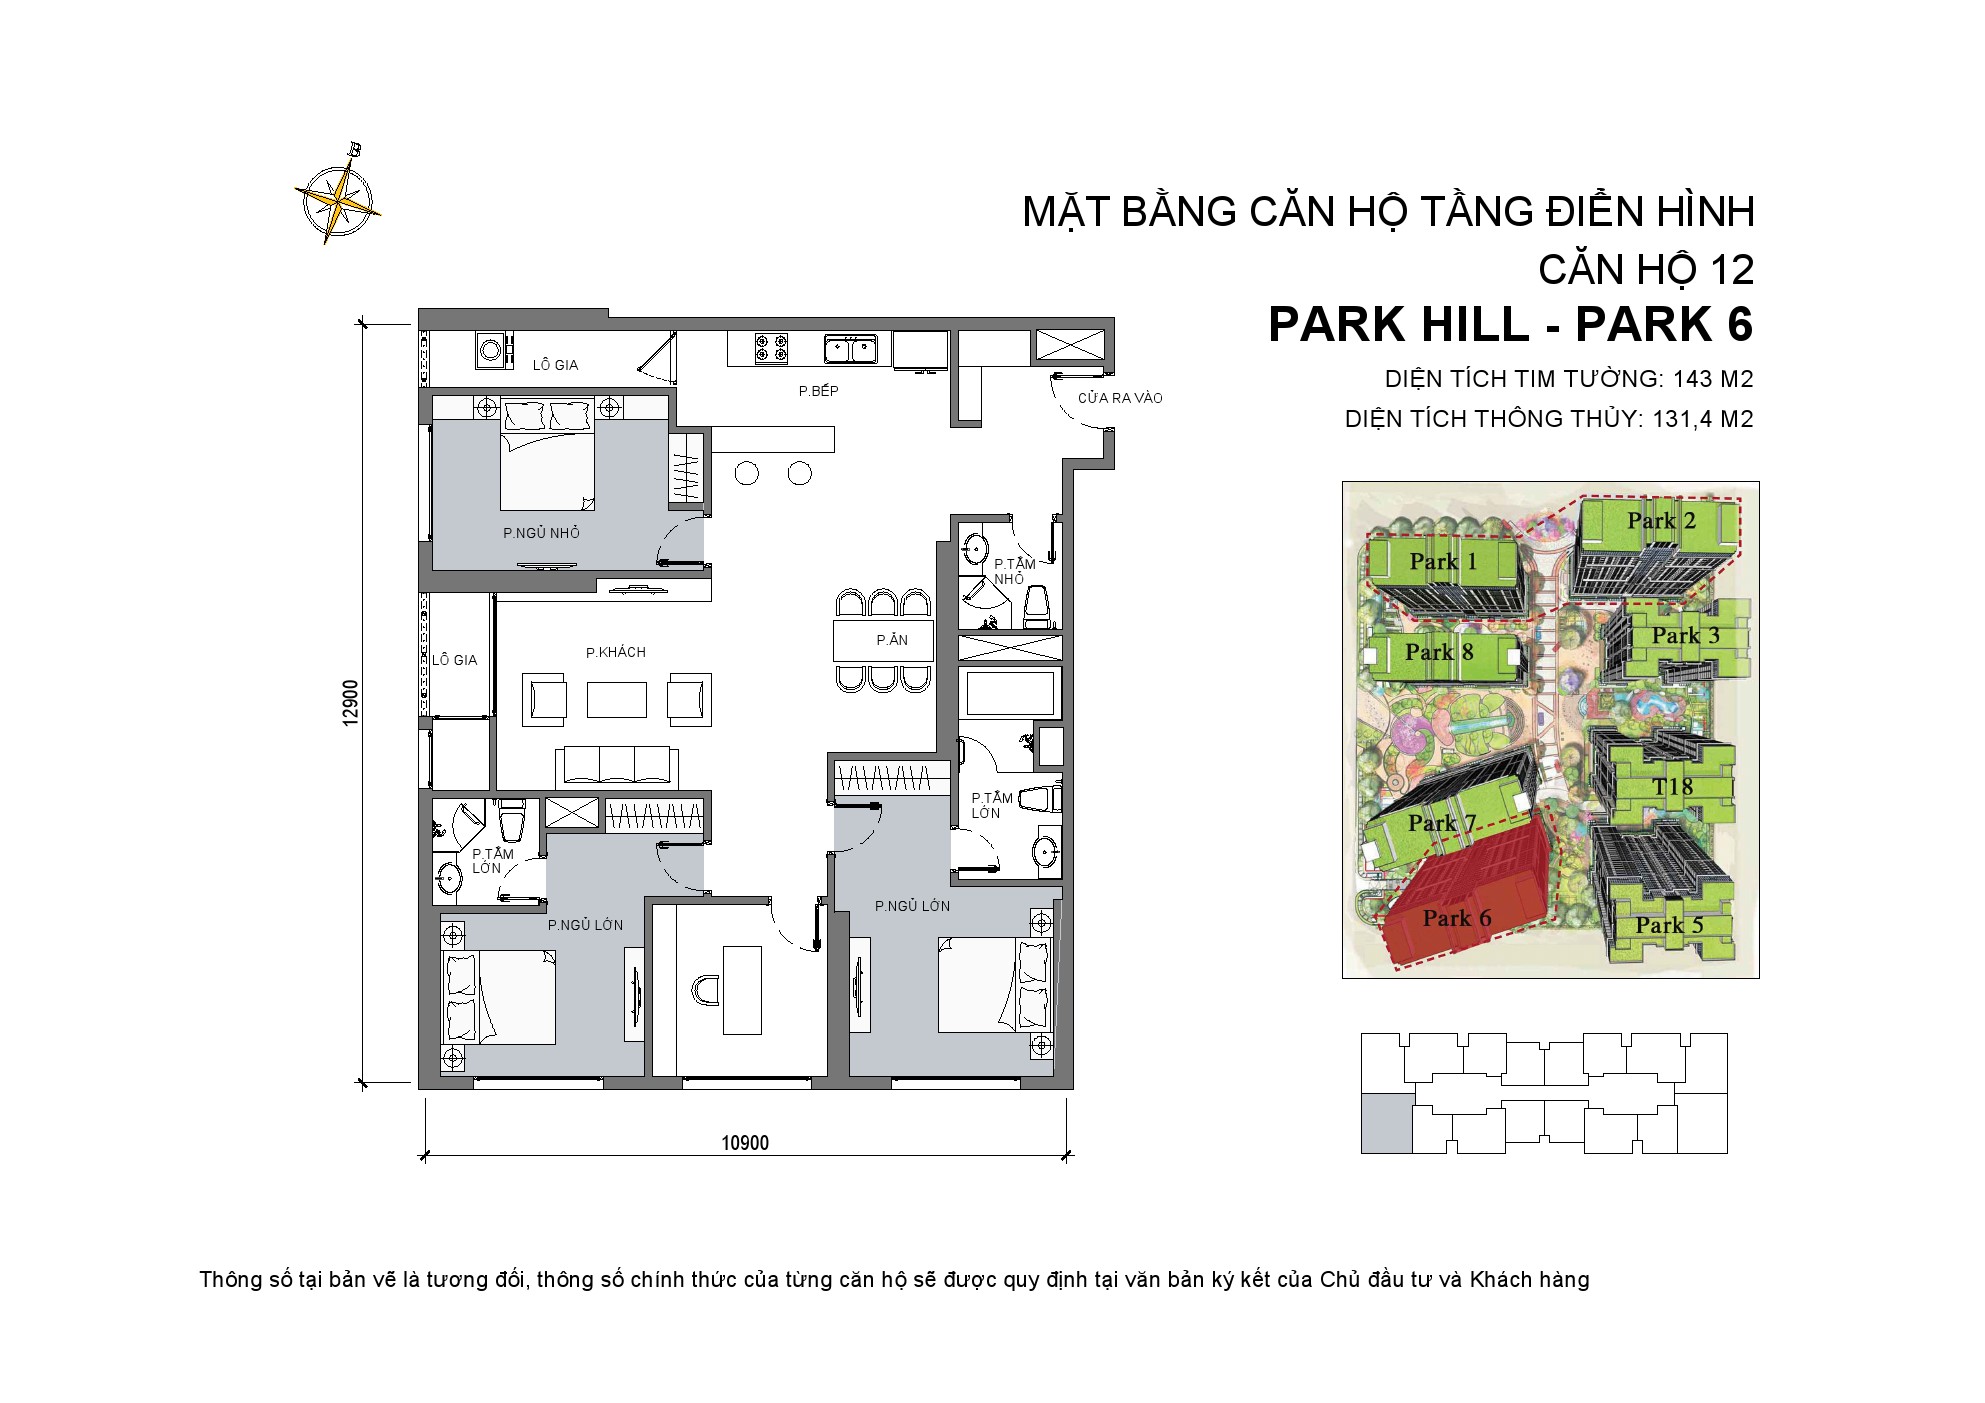 B
MẶT BẰNG CĂN HỘ TẦNG ĐIỂN HÌNH
CĂN HỘ 12
PARK HILL - PARK 6
DIỆN TÍCH TIM TƯỜNG: 143 M2
DIỆN TÍCH THÔNG THỦY: 131,4 M2
LÔ GIA
P.BẾP
CỬA RA VÀO
P.NGỦ NHỎ
P.TẮM
NHỎ
P.ĂN
P.KHÁCH
LÔ GIA
12900
P.TẮM
LỚN
P.TẮM
LỚN
P.NGỦ LỚN
P.NGỦ LỚN
10900
Park 2
Park 1
Park 3
Park 8
T18
Park 7
Park 6
Park 5
Thông số tại bản vẽ là tương đối, thông số chính thức của từng căn hộ sẽ được quy định tại văn bản ký kết của Chủ đầu tư và Khách hàng